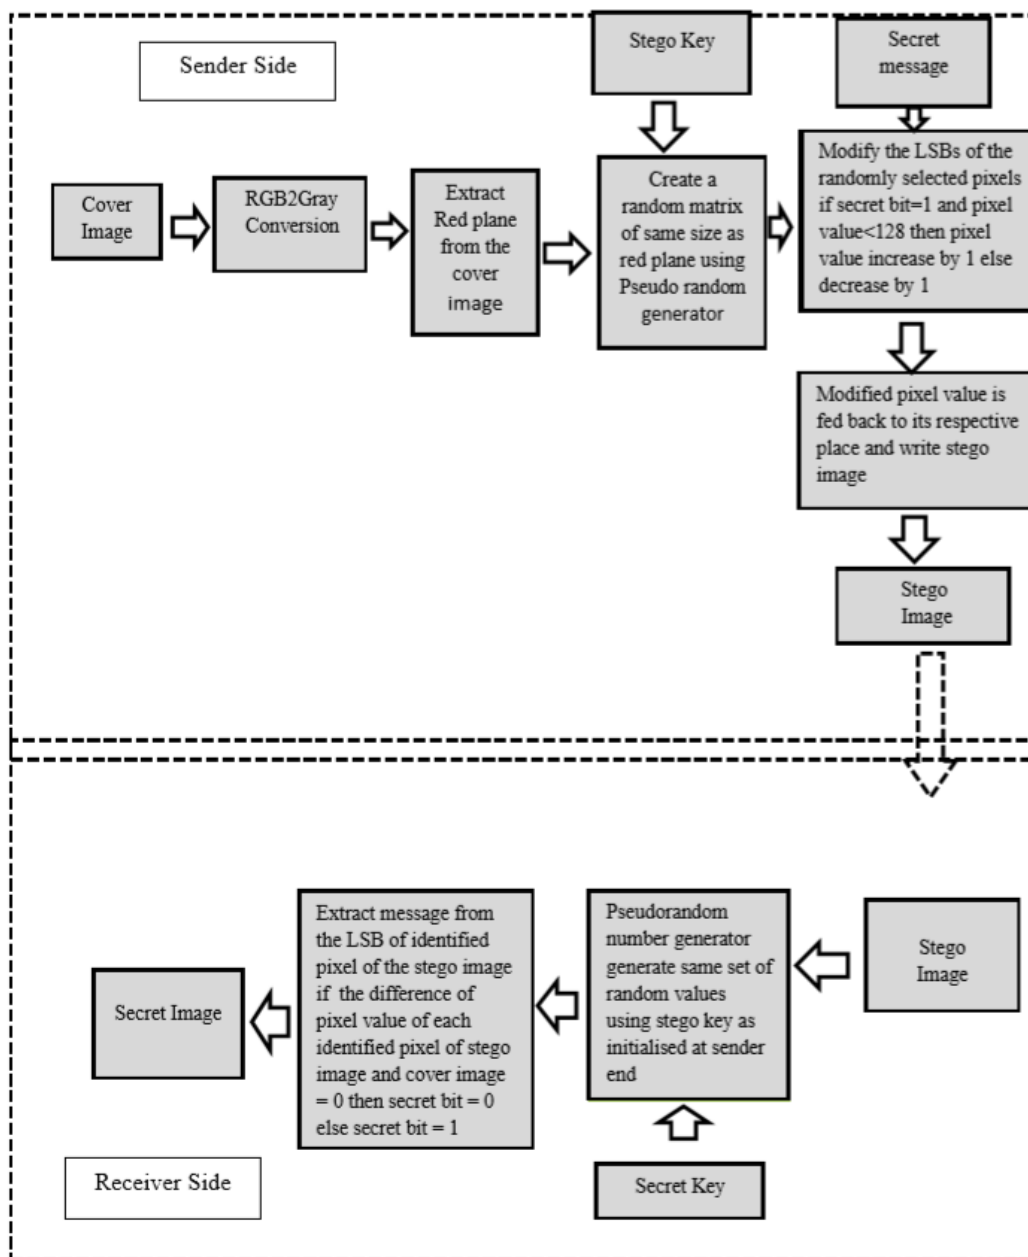 Sender Side
Stego Key
Secret
message
Cover
Image
RGB2Gray
Conversion
Extract
Red plane
from the
cover
image
Create a
random matrix
of same size as
red plane using
Pseudo random
generator
Modify the LSBs of the
randomly selected pixels
if secret bit=1 and pixel
value<128 then pixel
value increase by 1 else
decrease by 1
Modified pixel value is
fed back to its respective
place and write stego
image
Stego
Image
Stego
Image
Pseudorandom
number generator
generate same set of
random values
using stego key as
initialised at sender
end
Secret Key
Extract message from
the LSB of identified
pixel of the stego image
if the difference of
pixel value of each
identified pixel of stego
image and cover image
= 0 then secret bit = 0
else secret bit = 1
Secret Image
Receiver Side